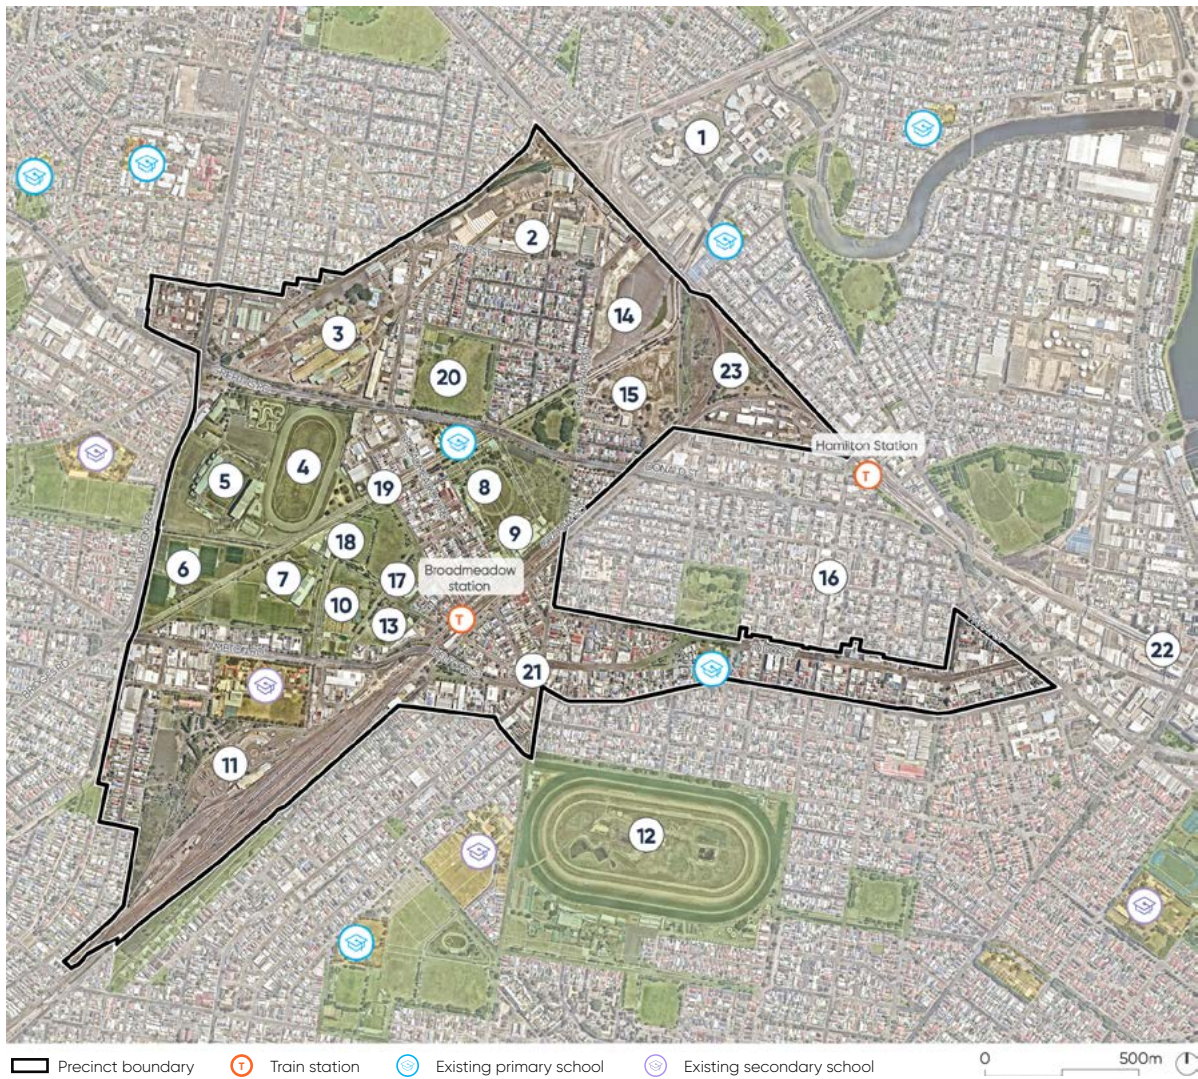 1
2
3
14
20
23
15
Hamilton Station
T
DONALD ST
4
5
19
8
9
18
Broadmeadow
station
6
7
17
16
10
T
13
22
21
11
12
Precinct boundary
T
Train station
Existing primary school
Existing secondary school
0
500m